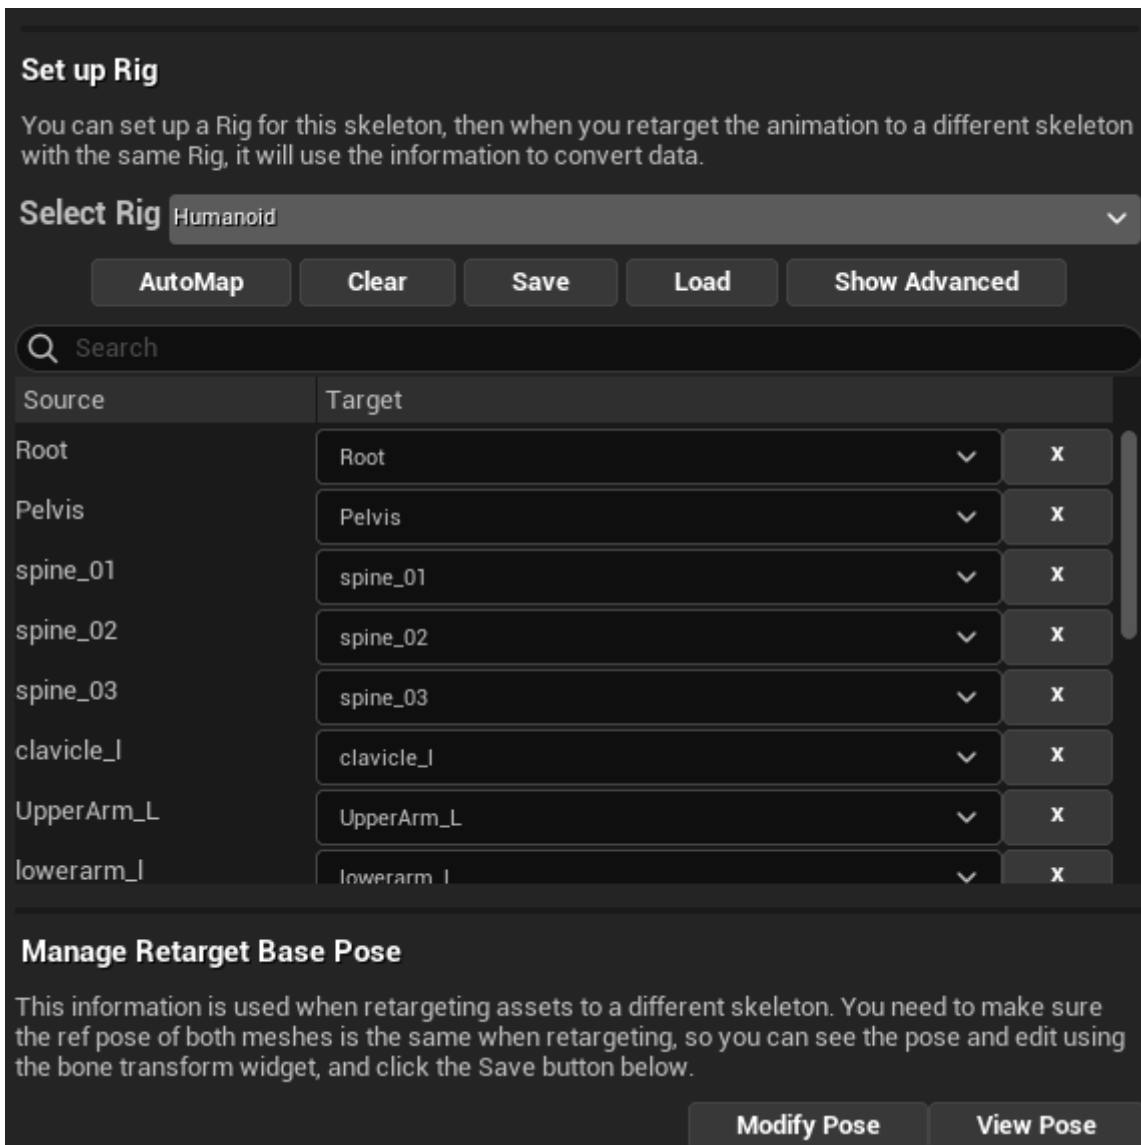 Set up Rig
You can set up a Rig for this skeleton, then when you retarget the animation to a different skeleton
with the same Rig, it will use the information to convert data.
Select Rig Humanoid
AutoMap Clear Save Load Show Advanced
Search
Source Target
Root Root x
Pelvis Pelvis x
spine_01 spine_01 x
spine_02 spine_02 x
spine_03 spine_03 x
clavicle_l clavicle_l x
UpperArm_L UpperArm_L x
lowerarm_l lowerarm_l x
Manage Retarget Base Pose
This information is used when retargeting assets to a different skeleton. You need to make sure
the ref pose of both meshes is the same when retargeting, so you can see the pose and edit using
the bone transform widget, and click the Save button below.
Modify Pose View Pose